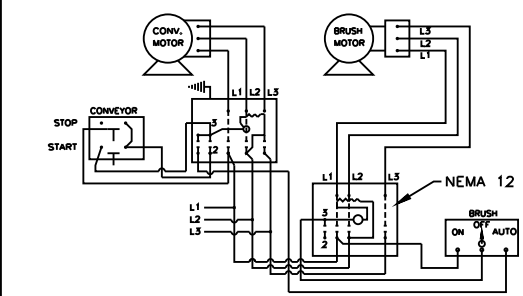 CONV. MOTOR
BRUSH MOTOR
L3
L2
L1
L1 L2 L3
CONVEYOR
STOP
START
3
2
L1
L2
L3
L1 L2 L3
NEMA 12
3
2
BRUSH
ON OFF AUTO